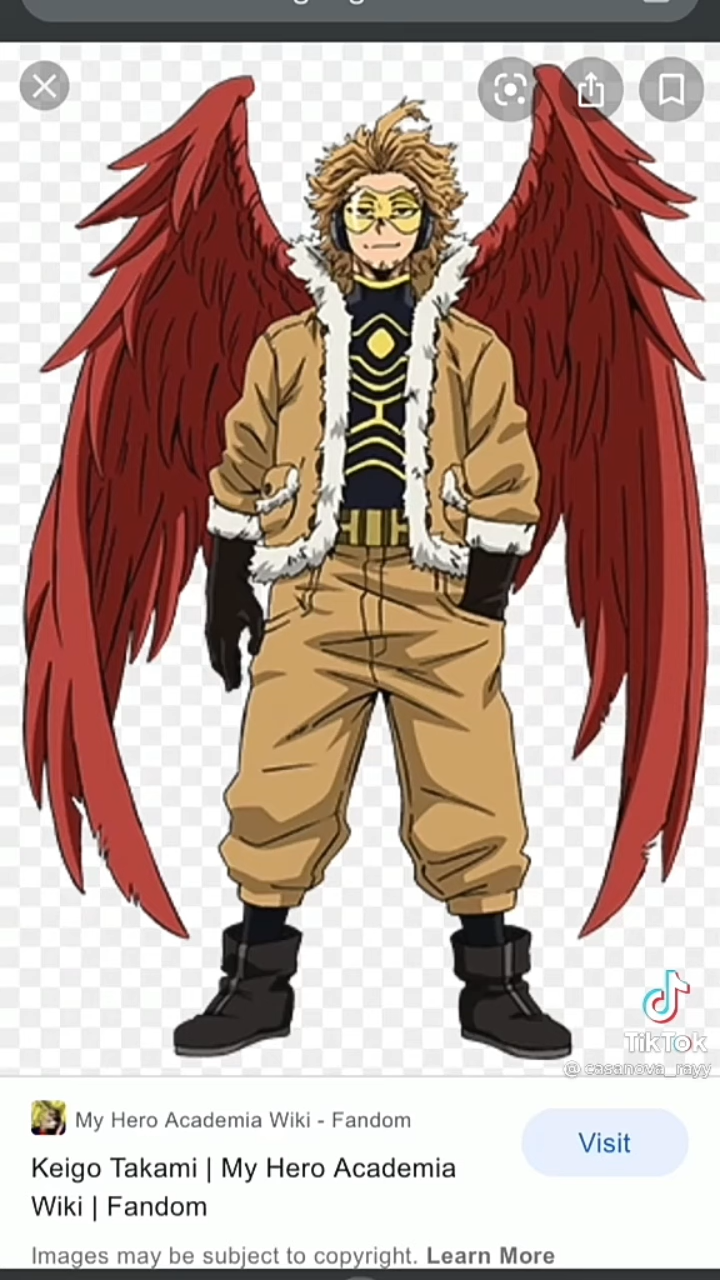 TikTok
@casanova_rayy
My Hero Academia Wiki - Fandom
Visit
Keigo Takami | My Hero Academia
Wiki | Fandom
Images may be subject to copyright. Learn More